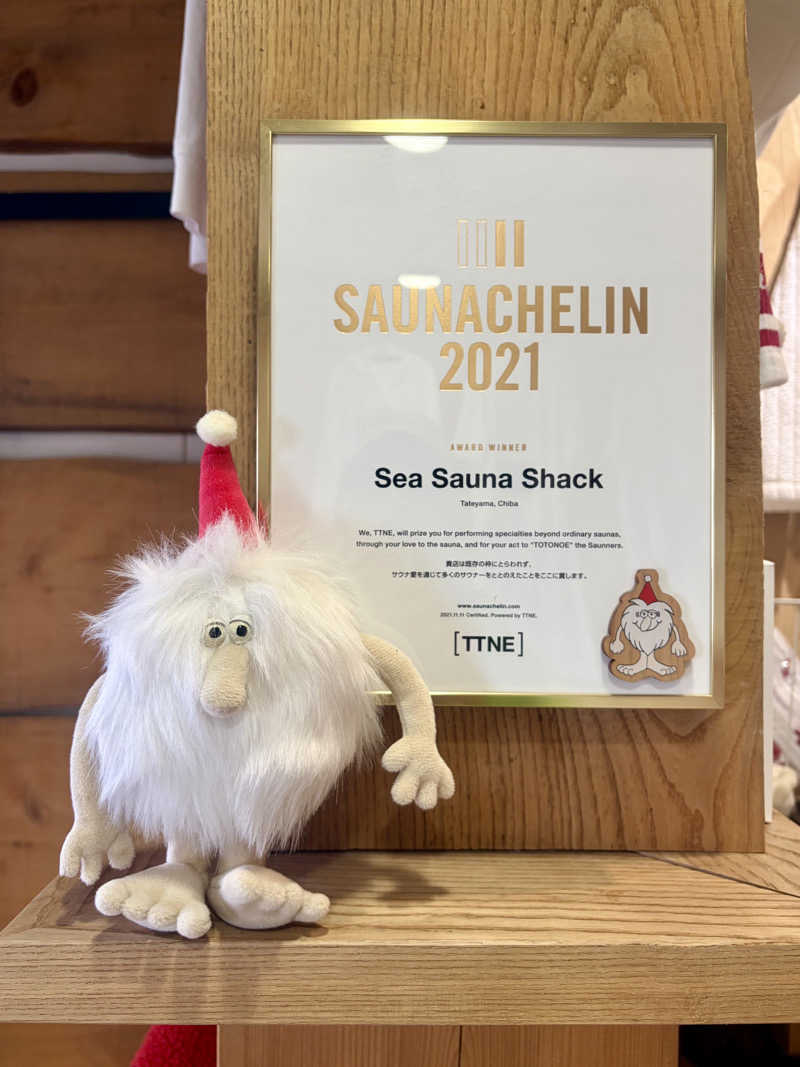 SAUNACHELIN
2021
AWARD WINNER
Sea Sauna Shack
Tateyama, Chiba
We, TTNE, will prize you for performing specialties beyond ordinary saunas,
through your love to the sauna, and for your act to "TOTONOE" the Saunners.
貴店は既存の枠にとらわれず、
サウナ愛を通じて多くのサウナーをととのえたことをここに賞します。
www.saunachelin.com
2021.11.11 Certified. Powered by TTNE.
[TTNE]